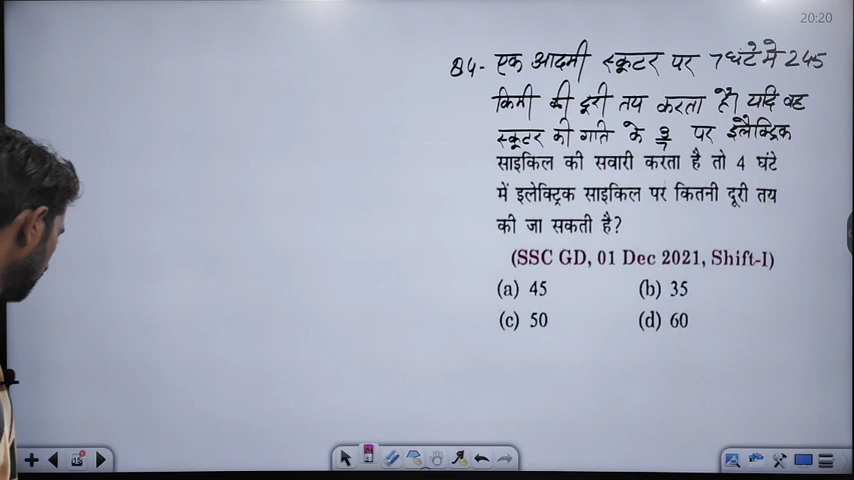 20:20
84- एक आदमी स्कूटर पर 7 घंटे मे 245
किमी की दूरी तय करता है। यदि वह
स्कूटर की गति के 3/7 पर इलैक्ट्रिक
साइकिल की सवारी करता है तो 4 घंटे
में इलेक्ट्रिक साइकिल पर कितनी दूरी तय
की जा सकती है?
(SSC GD, 01 Dec 2021, Shift-I)
(a) 45 (b) 35
(c) 50 (d) 60